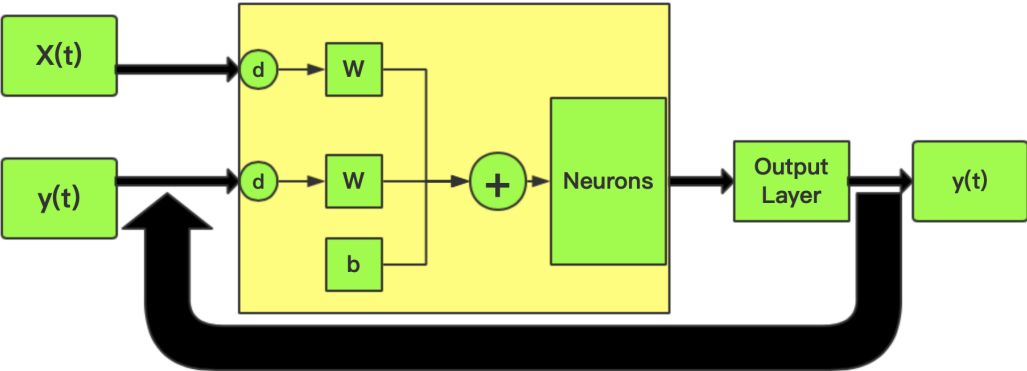 X(t)
d
W
y(t)
d
W
b
+
Neurons
Output
Layer
y(t)